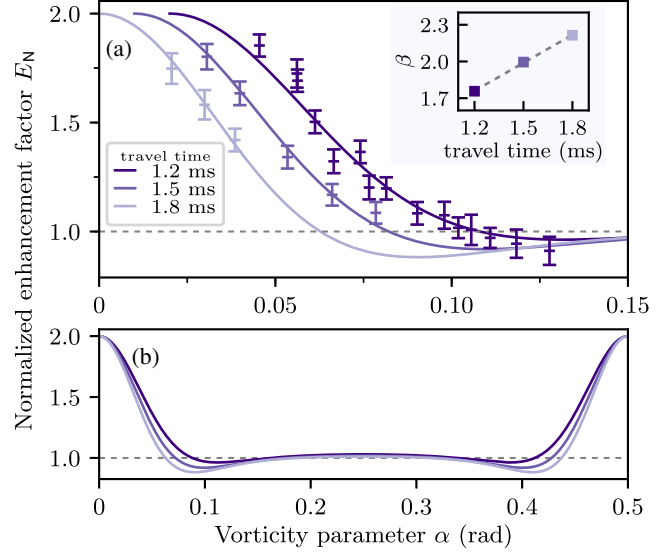 Normalized enhancement factor E_N
(a)
2.0
1.5
1.0
travel time
1.2 ms
1.5 ms
1.8 ms
β
2.3
2.0
1.7
1.2 1.5 1.8
travel time (ms)
0 0.05 0.10 0.15
(b)
2.0
1.5
1.0
0 0.1 0.2 0.3 0.4 0.5
Vorticity parameter α (rad)